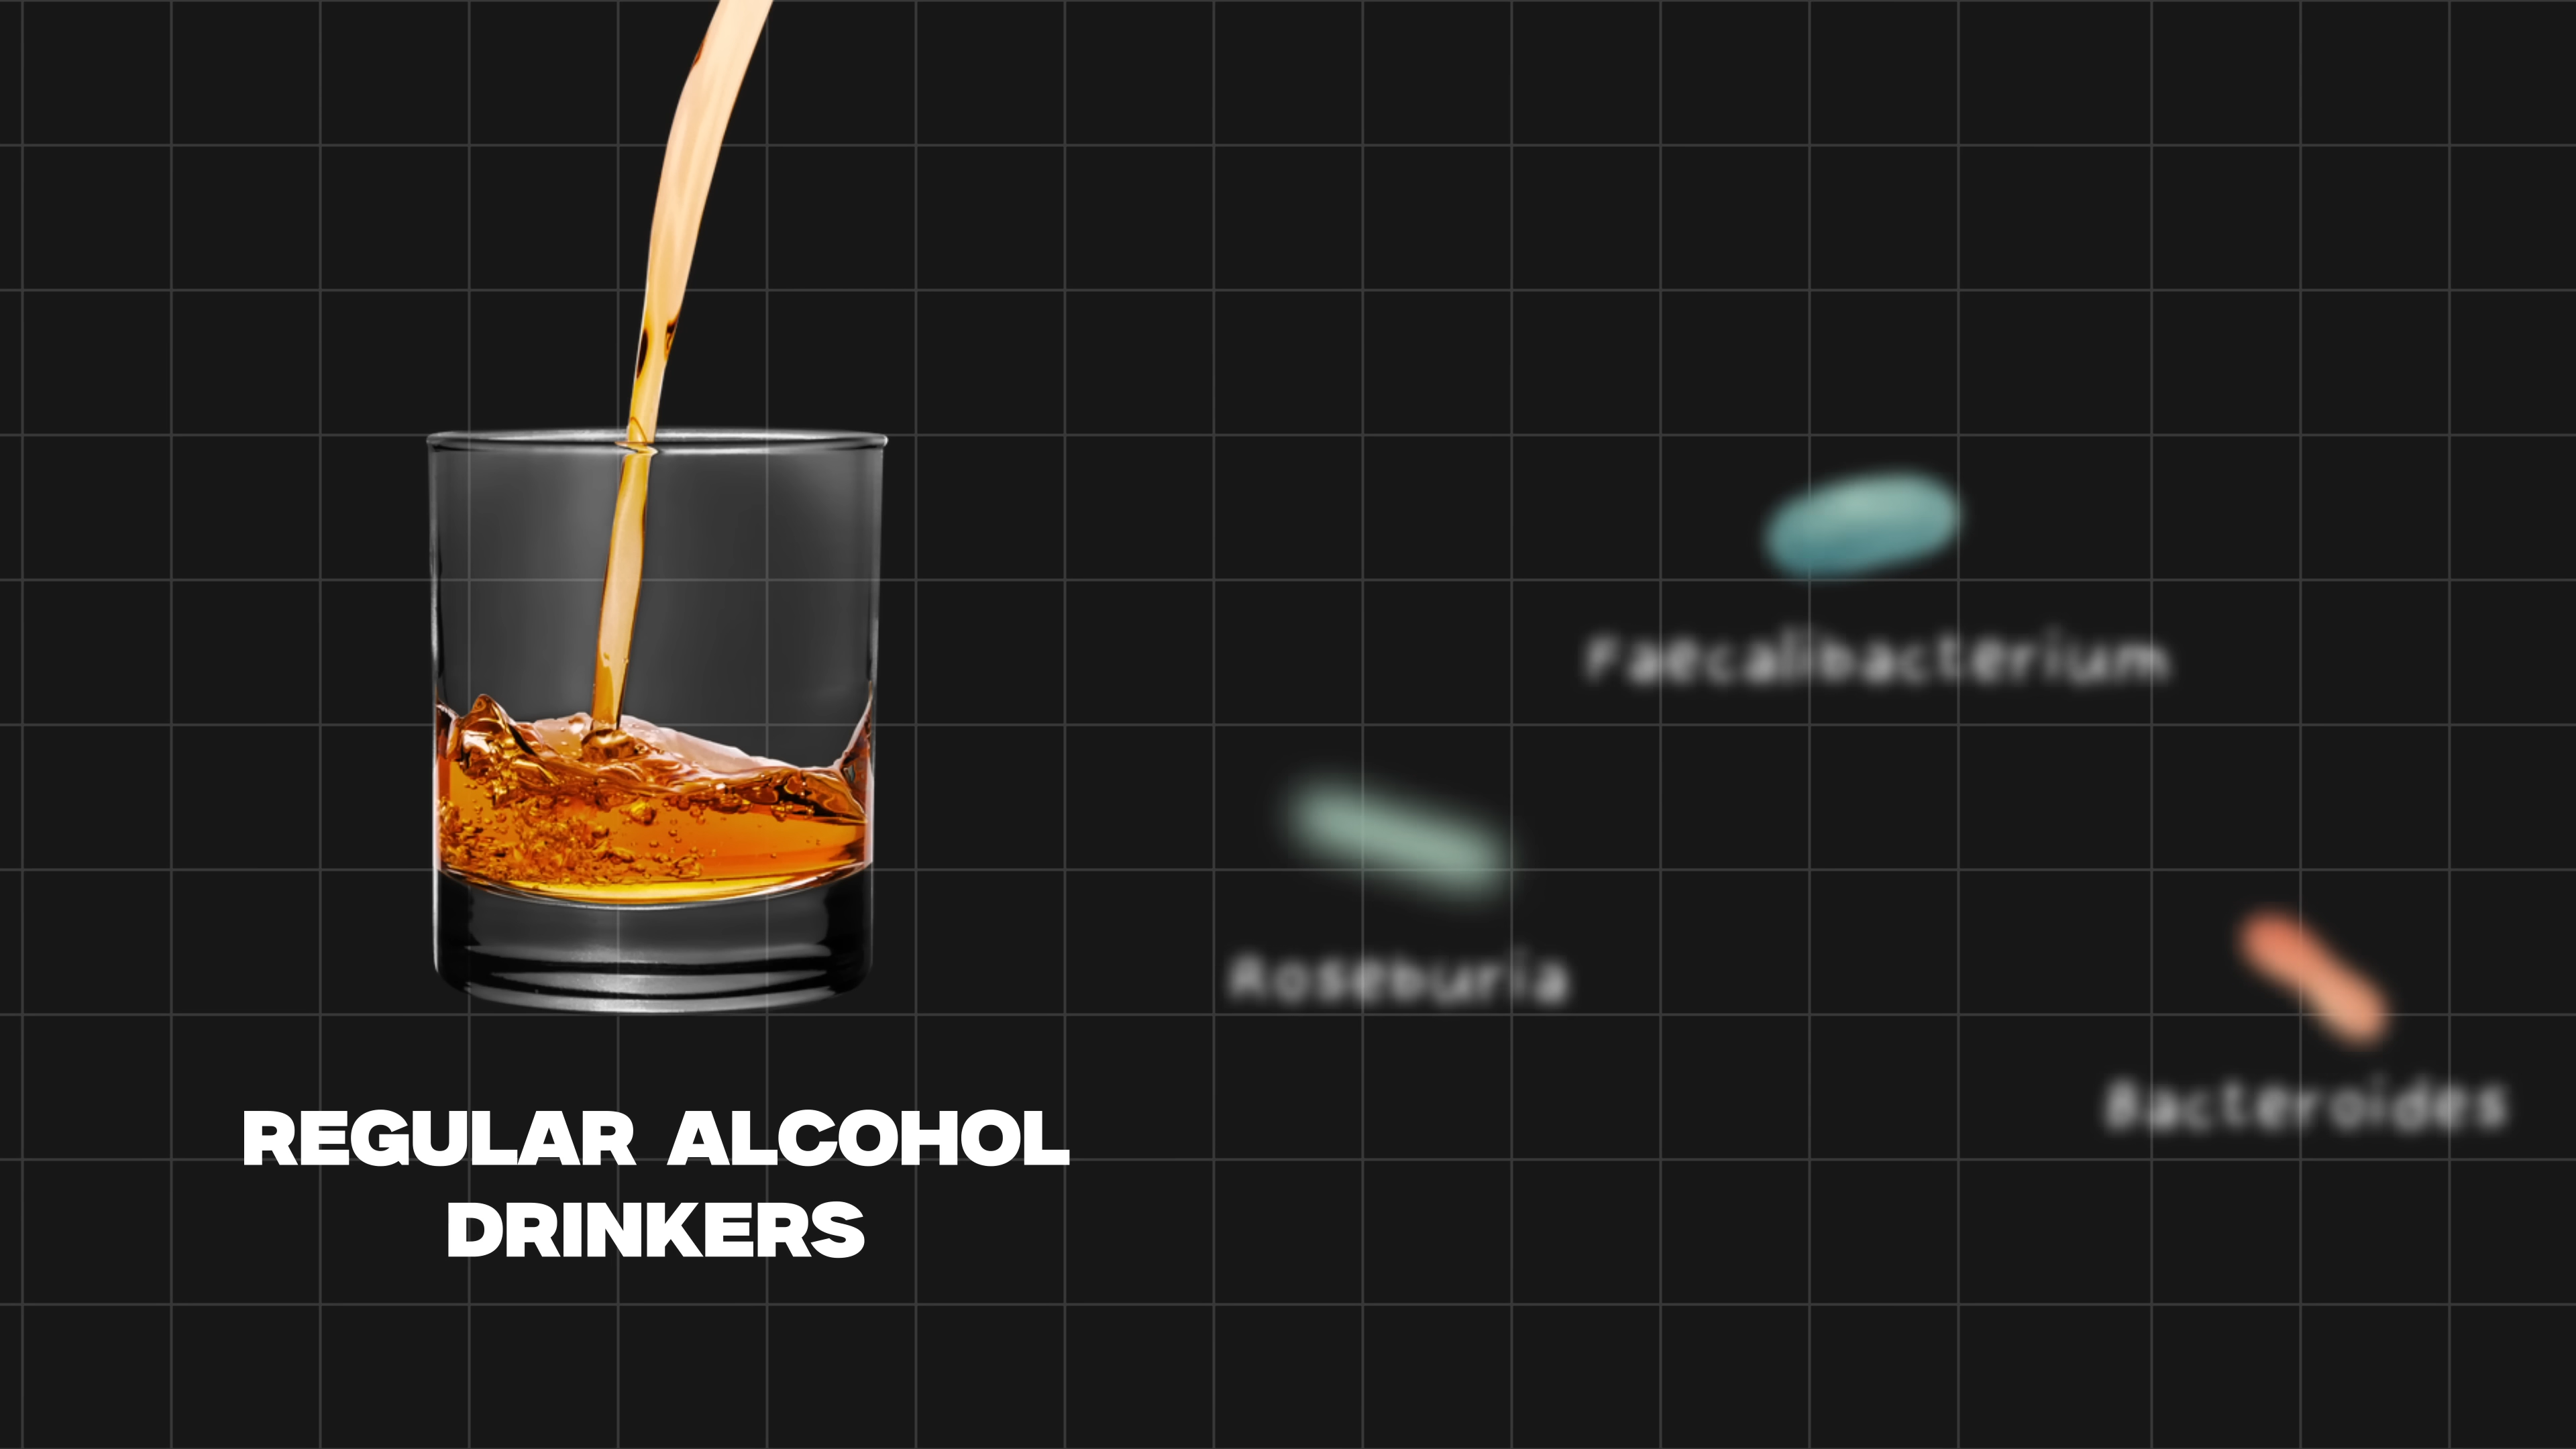 Faecalibacterium
Roseburia
Bacteroides
REGULAR ALCOHOL
DRINKERS